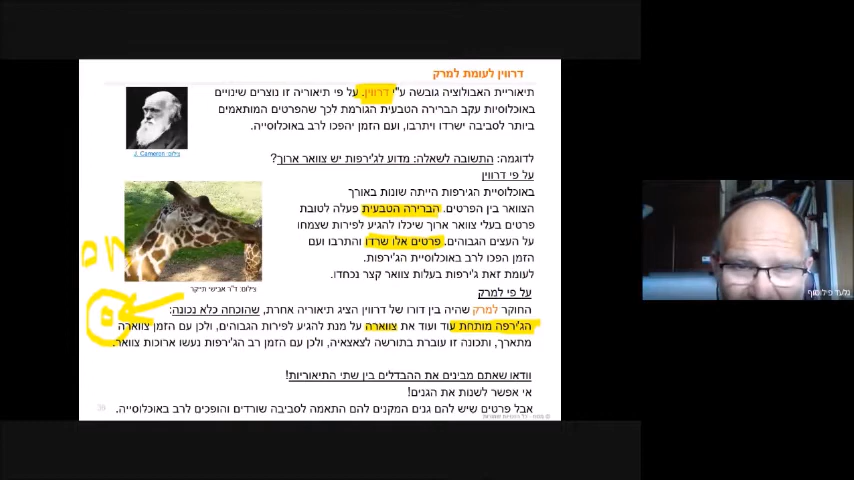 דרווין לעומת למרק
תיאוריית האבולוציה גובשה ע"י דרווין. על פי תיאוריה זו נוצרים שינויים
באוכלוסיות עקב הברירה הטבעית הגורמת לכך שהפרטים המותאמים
ביותר לסביבה ישרדו ויתרבו, ועם הזמן יהפכו לרב באוכלוסייה.
צילום: J. Cameron
לדוגמה: התשובה לשאלה: מדוע לג'ירפות יש צוואר ארוך?
על פי דרווין
באוכלוסיית הגירפות הייתה שונות באורך
הצוואר בין הפרטים. הברירה הטבעית פעלה לטובת
פרטים בעלי צוואר ארוך שיכלו להגיע לפירות שצמחו
על העצים הגבוהים. פרטים אלו שרדו והתרבו ועם
הזמן הפכו לרב באוכלוסיית הג'ירפות.
לעומת זאת ג'ירפות בעלות צוואר קצר נכחדו.
צילום: ד"ר אבישי תייקר
על פי למרק
החוקר למרק שהיה בין דורו של דרווין הציג תיאוריה אחרת, שהוכחה כלא נכונה:
הג'ירפה מותחת עוד ועוד את צווארה על מנת להגיע לפירות הגבוהים, ולכן עם הזמן צווארה
מתארך, ותכונה זו עוברת בתורשה לצאצאיה, ולכן עם הזמן רב הג'ירפות נעשו ארוכות צוואר.
וודאו שאתם מבינים את ההבדלים בין שתי התיאוריות!
אי אפשר לשנות את הגנים!
אבל פרטים שיש להם גנים המקנים להם התאמה לסביבה שורדים והופכים לרב באוכלוסייה.
גלעד פילוסוף